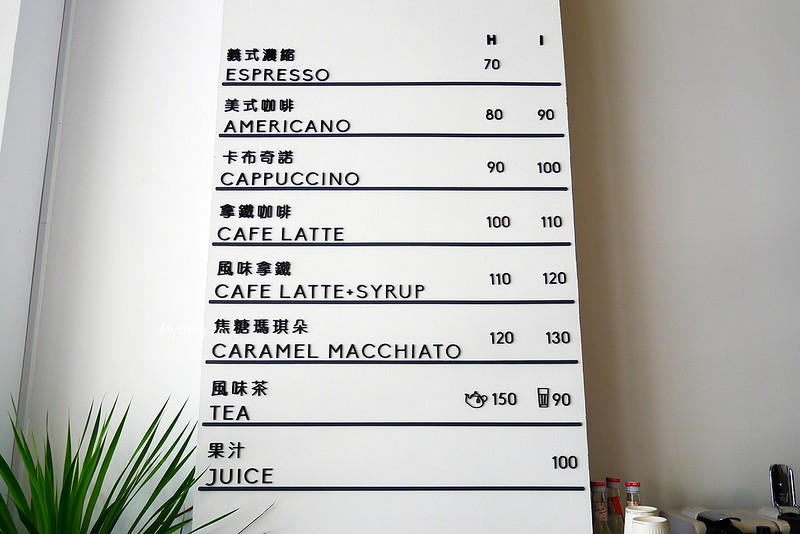 H I
義式濃縮
ESPRESSO 70
美式咖啡
AMERICANO 80 90
卡布奇諾
CAPPUCCINO 90 100
拿鐵咖啡
CAFE LATTE 100 110
風味拿鐵
CAFE LATTE+SYRUP 110 120
焦糖瑪琪朵
CARAMEL MACCHIATO 120 130
風味茶
TEA 150 90
果汁
JUICE 100